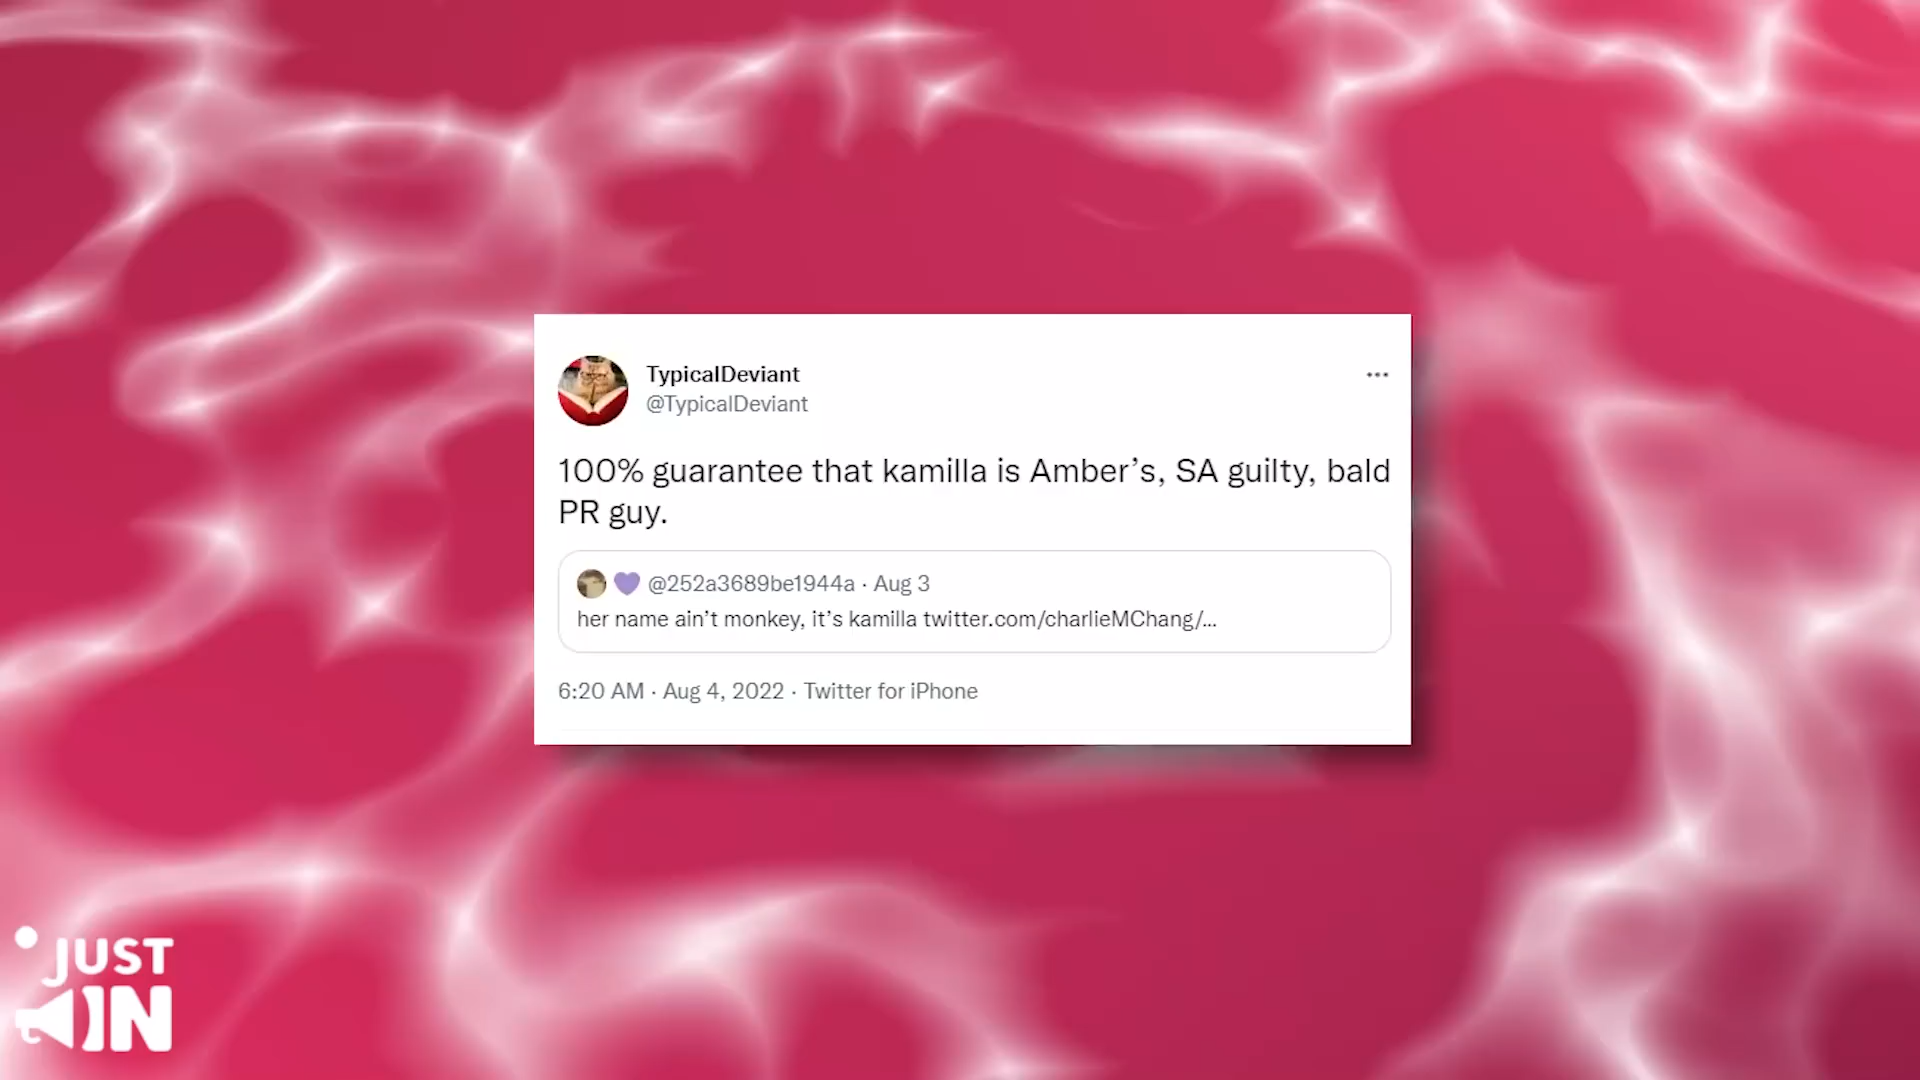 TypicalDeviant
@TypicalDeviant
100% guarantee that kamilla is Amber’s, SA guilty, bald
PR guy.
💜 @252a3689be1944a · Aug 3
her name ain’t monkey, it’s kamilla twitter.com/charlieMChang/...
6:20 AM · Aug 4, 2022 · Twitter for iPhone
JUST
IN